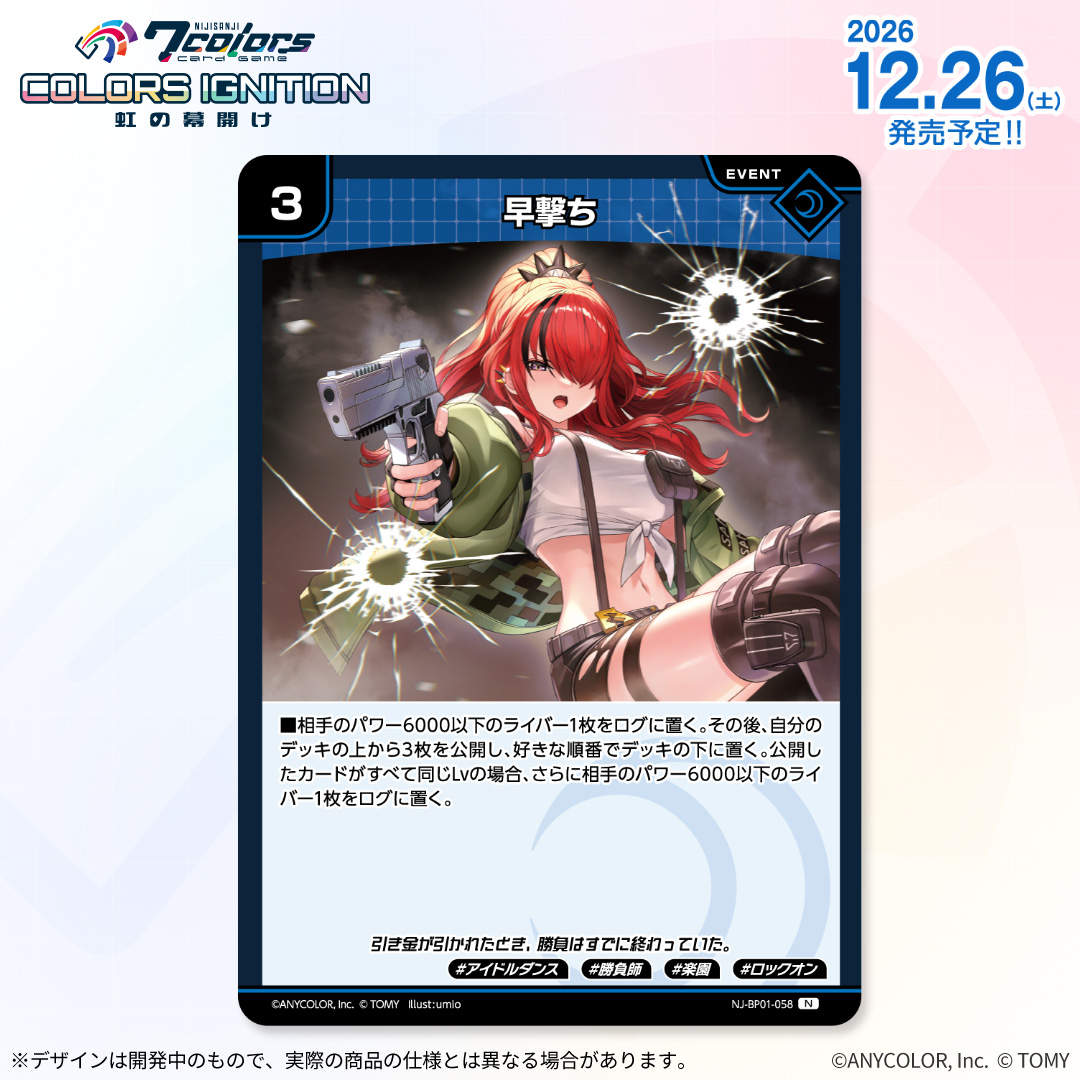 NIJISANJI
7colors
card game
COLORS IGNITION
虹の幕開け
2026
12.26(土)
発売予定!!
3
EVENT
早撃ち
■相手のパワー6000以下のライバー1枚をログに置く。その後、自分の
デッキの上から3枚を公開し、好きな順番でデッキの下に置く。公開し
たカードがすべて同じLvの場合、さらに相手のパワー6000以下のライ
バー1枚をログに置く。
引き金が引かれたとき、勝負はすでに終わっていた。
#アイドルダンス #勝負師 #楽園 #ロックオン
©ANYCOLOR, Inc. © TOMY Illust:umio
NJ-BP01-058 N
※デザインは開発中のもので、実際の商品の仕様とは異なる場合があります。
©ANYCOLOR, Inc. © TOMY